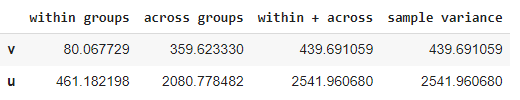 within groups across groups within + across sample variance
v 80.067729 359.623330 439.691059 439.691059
u 461.182198 2080.778482 2541.960680 2541.960680